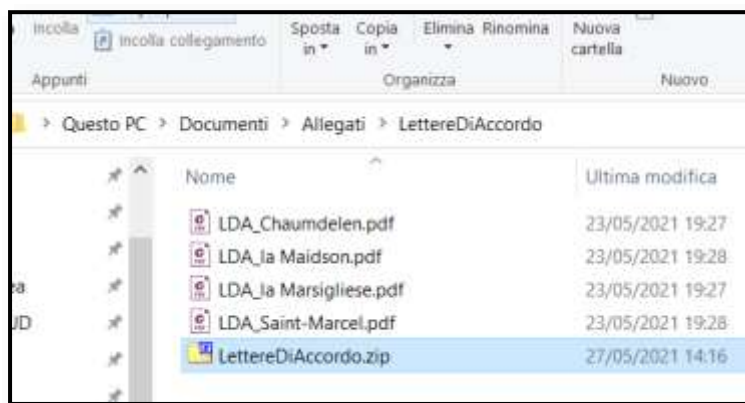 Incolla
Incolla collegamento
Sposta in
Copia in
Elimina
Rinomina
Nuova cartella
Appunti
Organizza
Nuovo
> Questo PC > Documenti > Allegati > LettereDiAccordo
Nome Ultima modifica
LDA_Chaumdelen.pdf 23/05/2021 19:27
LDA_la Maidson.pdf 23/05/2021 19:28
LDA_la Marsigliese.pdf 23/05/2021 19:27
LDA_Saint-Marcel.pdf 23/05/2021 19:28
LettereDiAccordo.zip 27/05/2021 14:16